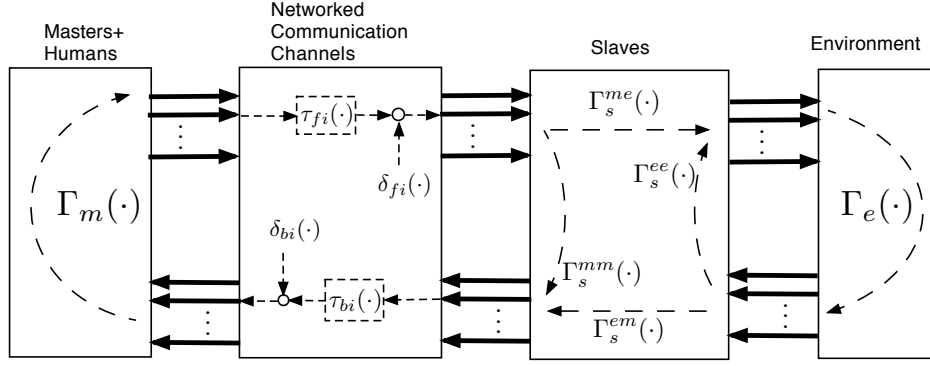 Masters+
Humans
Networked
Communication
Channels
Slaves
Environment
τ_{fi}(·)
δ_{fi}(·)
Γ_s^{me}(·)
Γ_s^{ee}(·)
Γ_m(·)
Γ_e(·)
δ_{bi}(·)
τ_{bi}(·)
Γ_s^{mm}(·)
Γ_s^{em}(·)